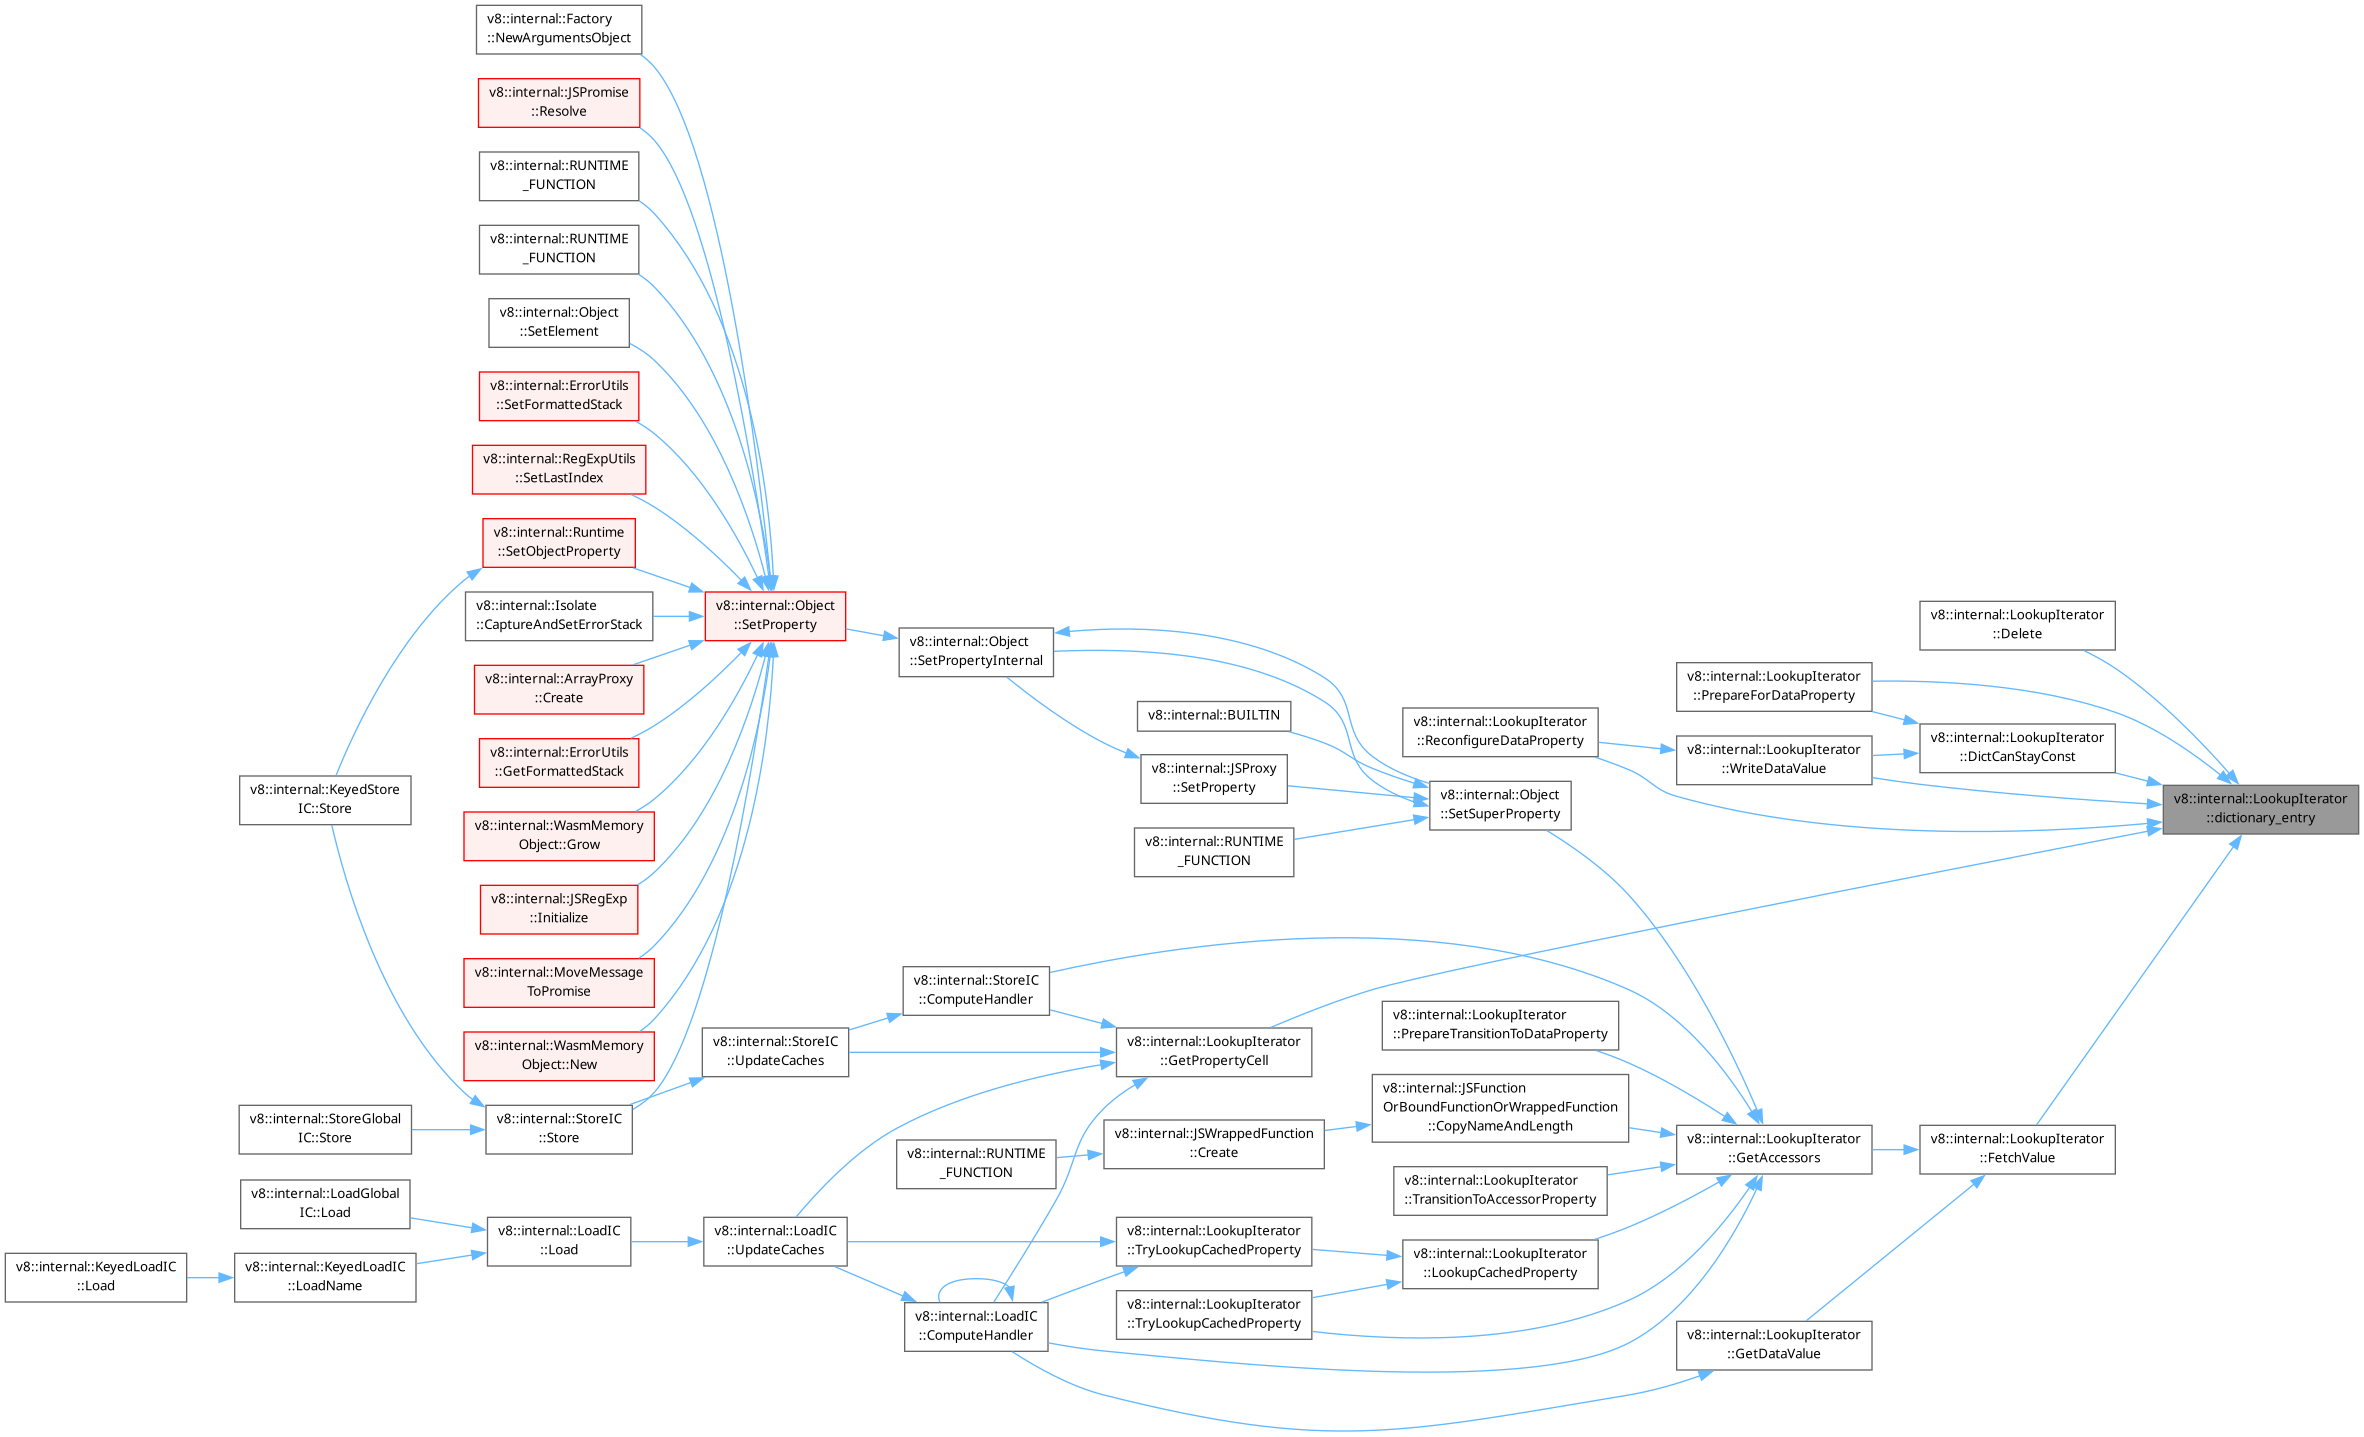 v8::internal::Factory
::NewArgumentsObject
v8::internal::JSPromise
::Resolve
v8::internal::RUNTIME
_FUNCTION
v8::internal::RUNTIME
_FUNCTION
v8::internal::Object
::SetElement
v8::internal::ErrorUtils
::SetFormattedStack
v8::internal::RegExpUtils
::SetLastIndex
v8::internal::Runtime
::SetObjectProperty
v8::internal::Isolate
::CaptureAndSetErrorStack
v8::internal::ArrayProxy
::Create
v8::internal::ErrorUtils
::GetFormattedStack
v8::internal::WasmMemory
Object::Grow
v8::internal::JSRegExp
::Initialize
v8::internal::MoveMessage
ToPromise
v8::internal::WasmMemory
Object::New
v8::internal::StoreIC
::Store
v8::internal::KeyedStore
IC::Store
v8::internal::StoreGlobal
IC::Store
v8::internal::LoadGlobal
IC::Load
v8::internal::KeyedLoadIC
::LoadName
v8::internal::KeyedLoadIC
::Load
v8::internal::LoadIC
::Load
v8::internal::Object
::SetProperty
v8::internal::StoreIC
::UpdateCaches
v8::internal::LoadIC
::UpdateCaches
v8::internal::Object
::SetPropertyInternal
v8::internal::StoreIC
::ComputeHandler
v8::internal::RUNTIME
_FUNCTION
v8::internal::LoadIC
::ComputeHandler
v8::internal::BUILTIN
v8::internal::JSProxy
::SetProperty
v8::internal::RUNTIME
_FUNCTION
v8::internal::LookupIterator
::GetPropertyCell
v8::internal::JSWrappedFunction
::Create
v8::internal::LookupIterator
::TryLookupCachedProperty
v8::internal::LookupIterator
::TryLookupCachedProperty
v8::internal::LookupIterator
::ReconfigureDataProperty
v8::internal::Object
::SetSuperProperty
v8::internal::LookupIterator
::PrepareTransitionToDataProperty
v8::internal::JSFunction
OrBoundFunctionOrWrappedFunction
::CopyNameAndLength
v8::internal::LookupIterator
::TransitionToAccessorProperty
v8::internal::LookupIterator
::LookupCachedProperty
v8::internal::LookupIterator
::PrepareForDataProperty
v8::internal::LookupIterator
::WriteDataValue
v8::internal::LookupIterator
::GetAccessors
v8::internal::LookupIterator
::GetDataValue
v8::internal::LookupIterator
::Delete
v8::internal::LookupIterator
::DictCanStayConst
v8::internal::LookupIterator
::FetchValue
v8::internal::LookupIterator
::dictionary_entry